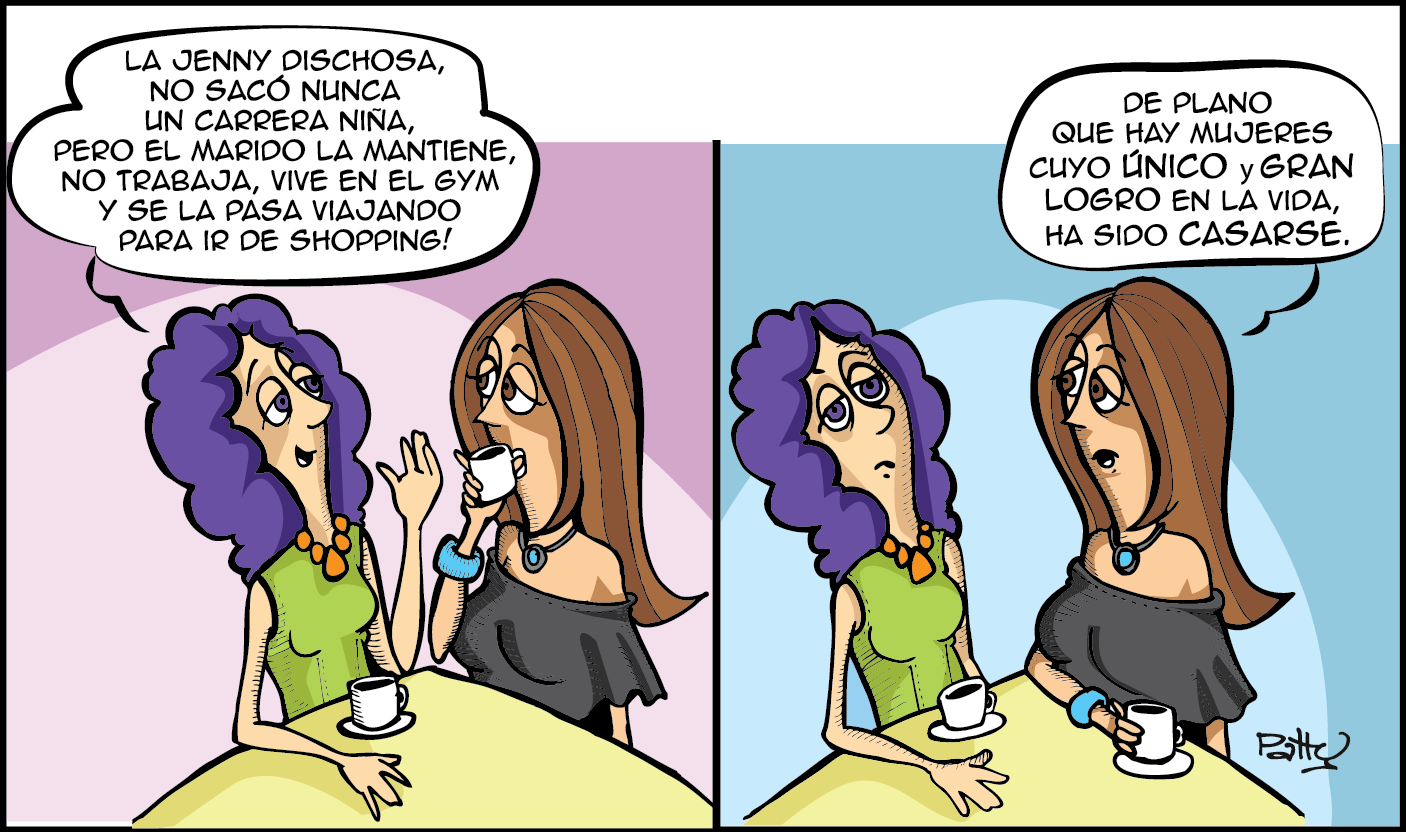 LA JENNY DISCHOSA,
NO SACÓ NUNCA
UN CARRERA NIÑA,
PERO EL MARIDO LA MANTIENE,
NO TRABAJA, VIVE EN EL GYM
Y SE LA PASA VIAJANDO
PARA IR DE SHOPPING!
DE PLANO
QUE HAY MUJERES
CUYO ÚNICO y GRAN
LOGRO EN LA VIDA,
HA SIDO CASARSE.
Patty